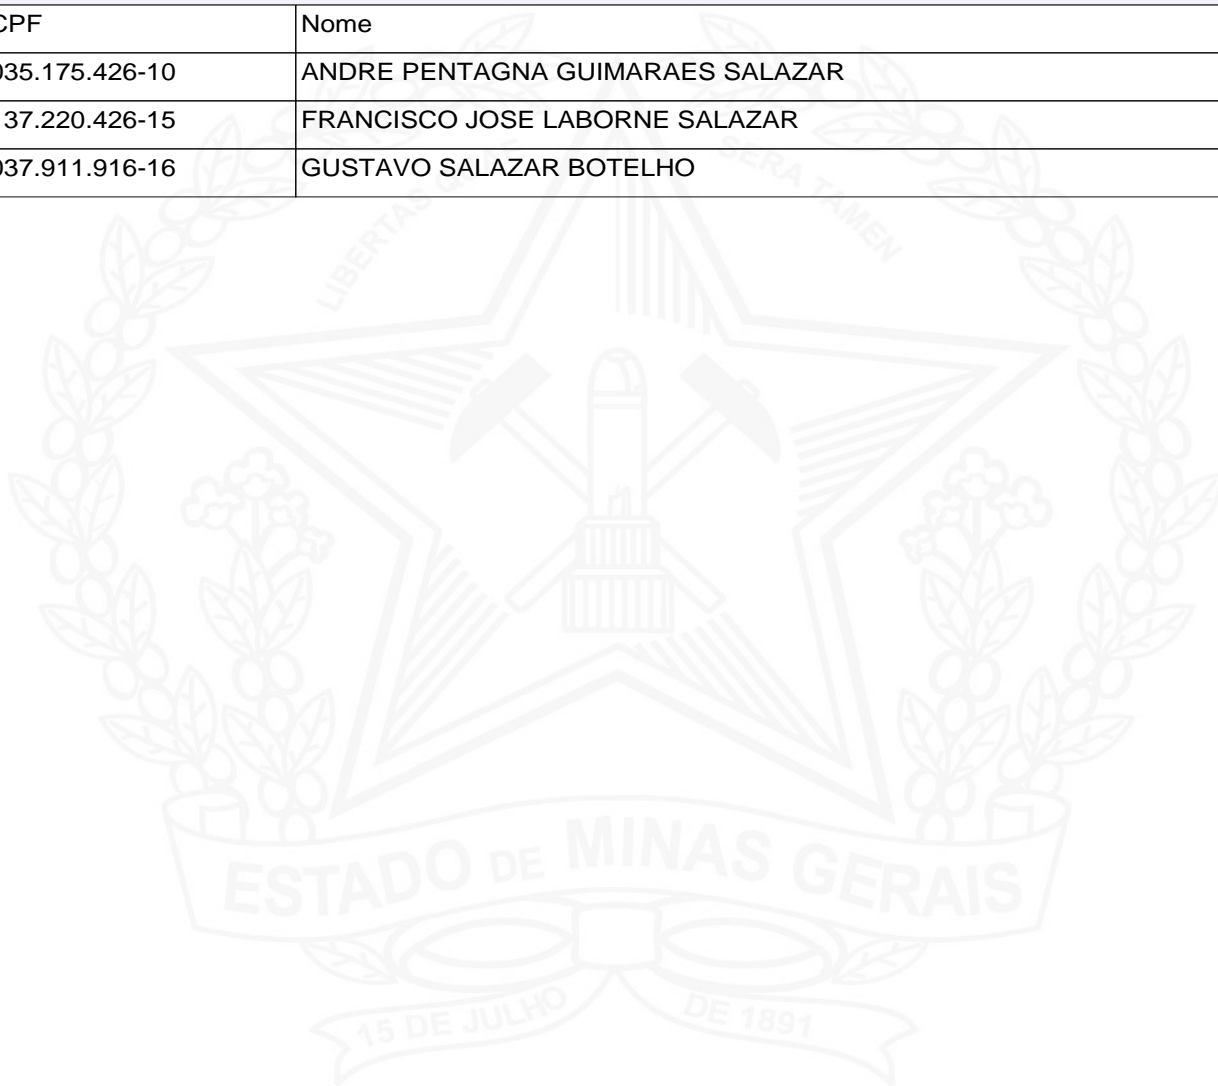 CPF Nome
035.175.426-10 ANDRE PENTAGNA GUIMARAES SALAZAR
137.220.426-15 FRANCISCO JOSE LABORNE SALAZAR
037.911.916-16 GUSTAVO SALAZAR BOTELHO
LIBERTAS QUE SERA TAMEN
ESTADO DE MINAS GERAIS
15 DE JULHO DE 1891